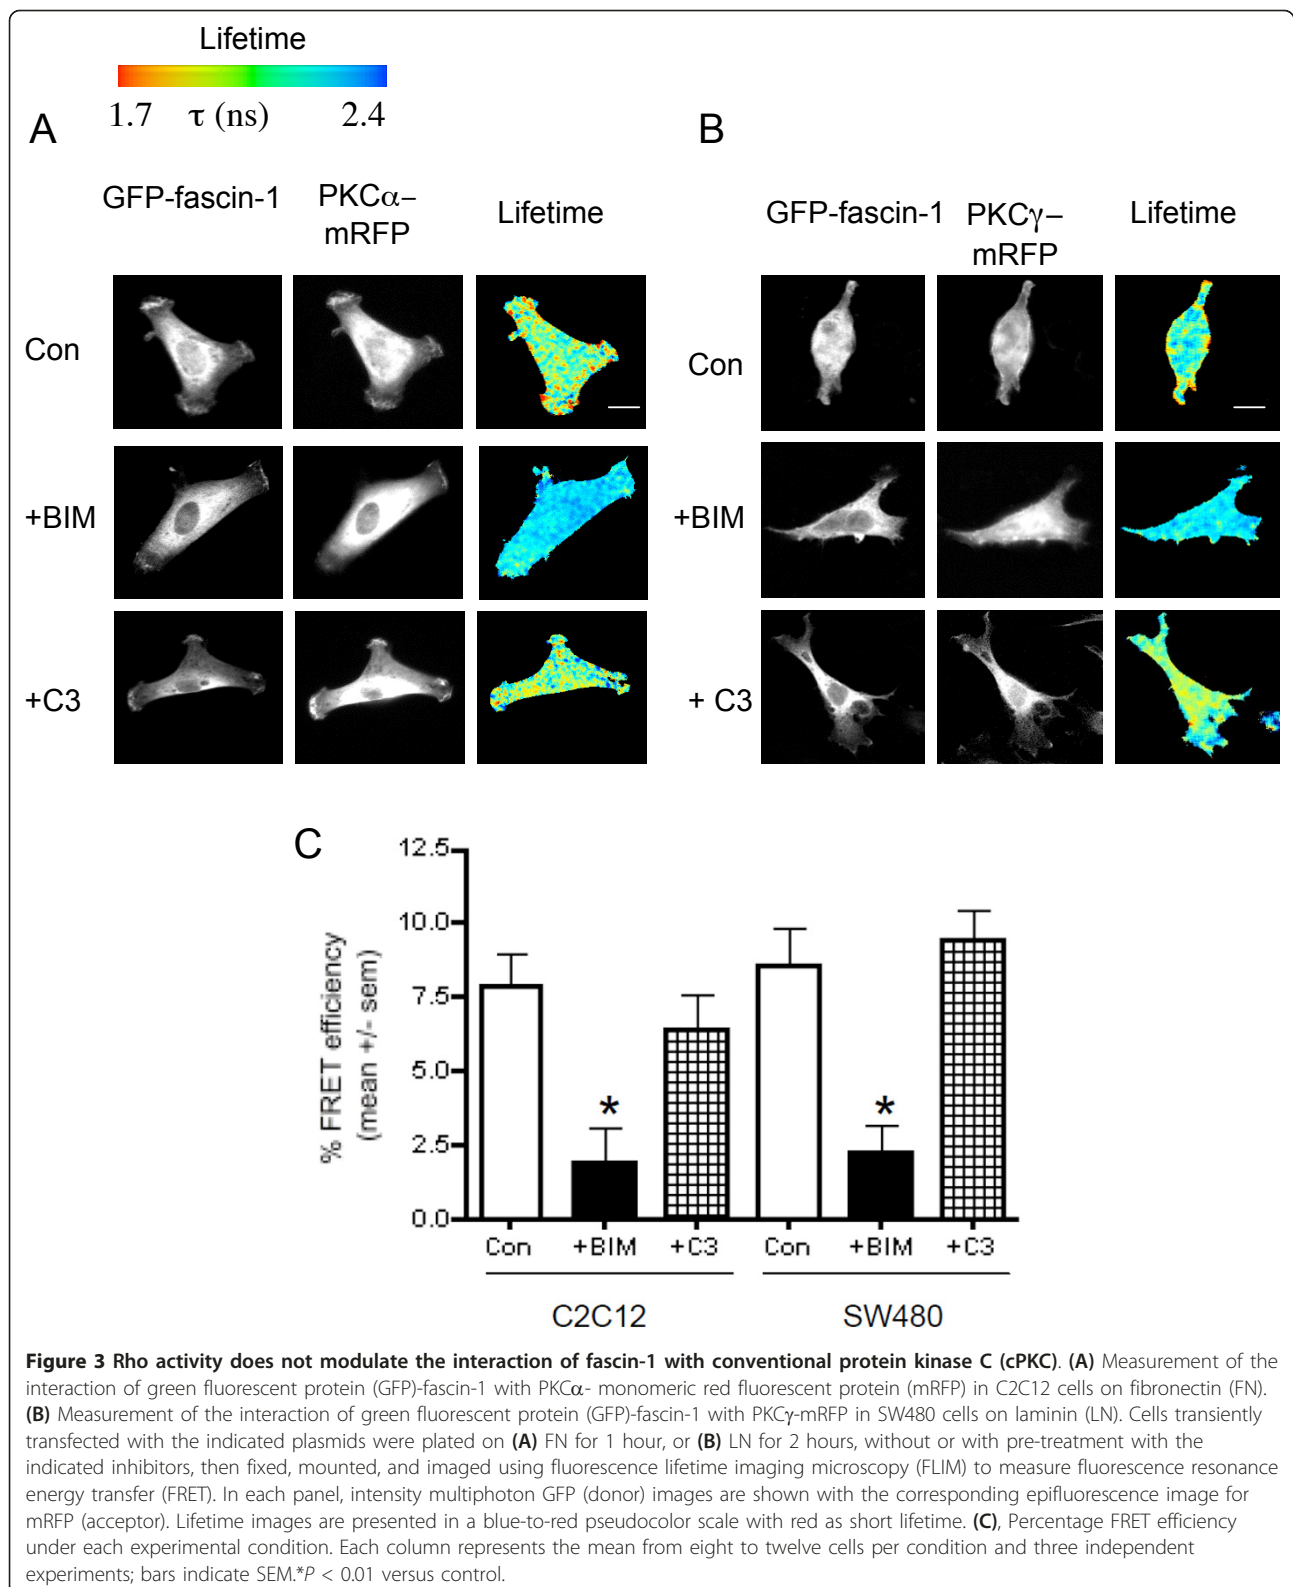 Lifetime
1.7 τ (ns) 2.4
A
GFP-fascin-1 PKCα– mRFP Lifetime
Con
+BIM
+C3
B
GFP-fascin-1 PKCγ– mRFP Lifetime
Con
+BIM
+ C3
C
% FRET efficiency
(mean +/- sem)
12.5
10.0
7.5
5.0
2.5
0.0
* *
Con +BIM +C3 Con +BIM +C3
C2C12 SW480
Figure 3 Rho activity does not modulate the interaction of fascin-1 with conventional protein kinase C (cPKC). (A) Measurement of the
interaction of green fluorescent protein (GFP)-fascin-1 with PKCα- monomeric red fluorescent protein (mRFP) in C2C12 cells on fibronectin (FN).
(B) Measurement of the interaction of green fluorescent protein (GFP)-fascin-1 with PKCγ-mRFP in SW480 cells on laminin (LN). Cells transiently
transfected with the indicated plasmids were plated on (A) FN for 1 hour, or (B) LN for 2 hours, without or with pre-treatment with the
indicated inhibitors, then fixed, mounted, and imaged using fluorescence lifetime imaging microscopy (FLIM) to measure fluorescence resonance
energy transfer (FRET). In each panel, intensity multiphoton GFP (donor) images are shown with the corresponding epifluorescence image for
mRFP (acceptor). Lifetime images are presented in a blue-to-red pseudocolor scale with red as short lifetime. (C), Percentage FRET efficiency
under each experimental condition. Each column represents the mean from eight to twelve cells per condition and three independent
experiments; bars indicate SEM.*P < 0.01 versus control.